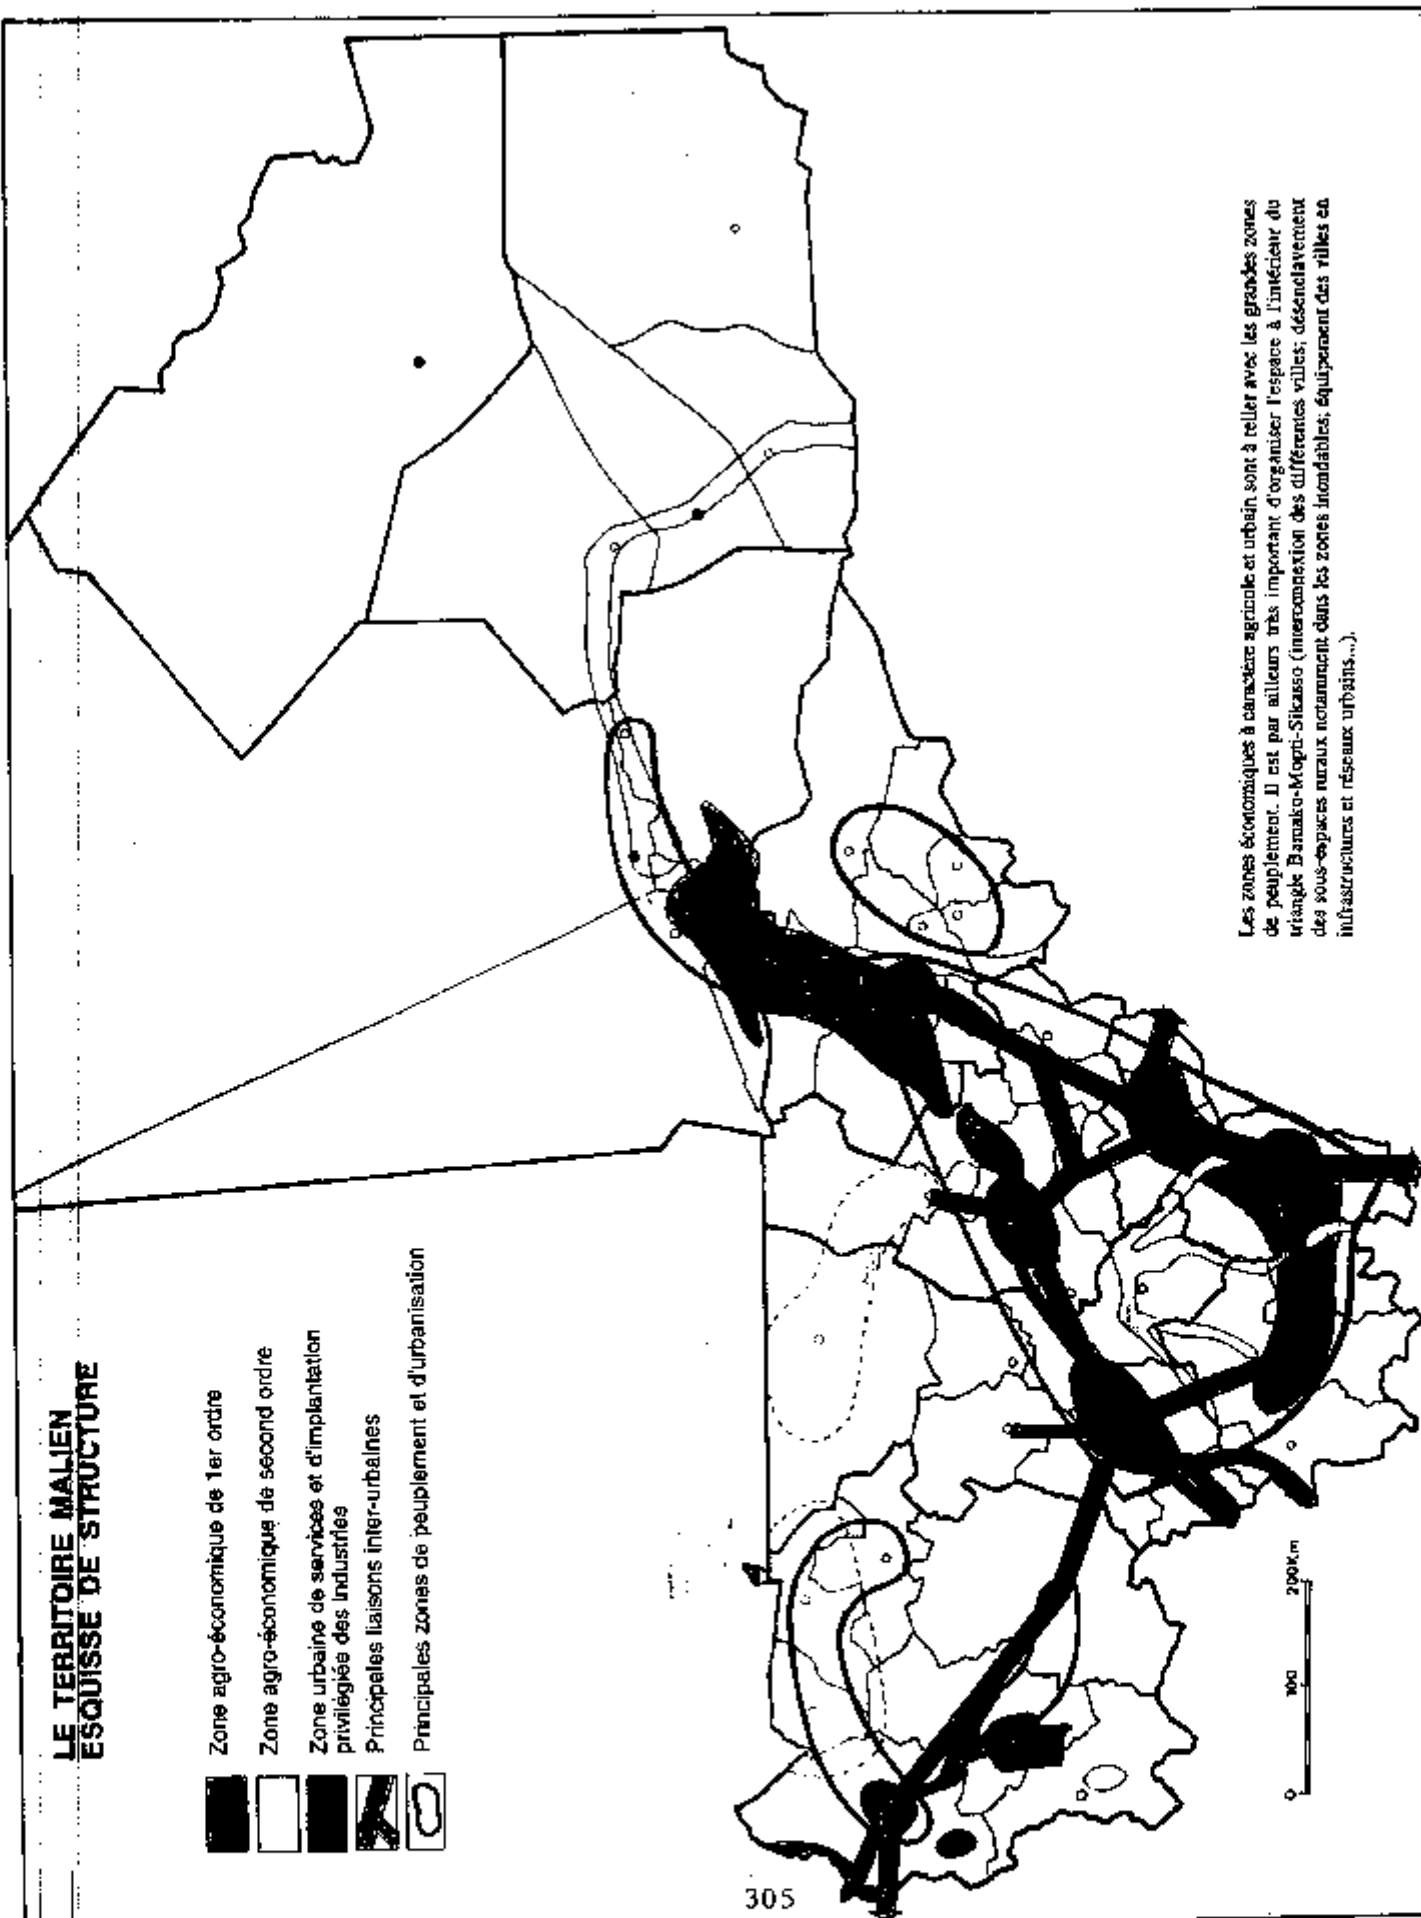 LE TERRITOIRE MALIEN
ESQUISSE DE STRUCTURE
Zone agro-économique de 1er ordre
Zone agro-économique de second ordre
Zone urbaine de services et d'implantation
privilégiée des Industries
Principales liaisons inter-urbaines
Principales zones de peuplement et d'urbanisation
0 100 200Km
Les zones économiques à caractère agricole et urbain sont à relier avec les grandes zones
de peuplement. Il est par ailleurs très important d'organiser l'espace à l'intérieur du
triangle Bamako-Mopti-Sikasso (interconnexion des différentes villes; désenclavement
des sous-espaces ruraux notamment dans les zones inondables; équipement des villes en
infrastructures et réseaux urbains...).
305